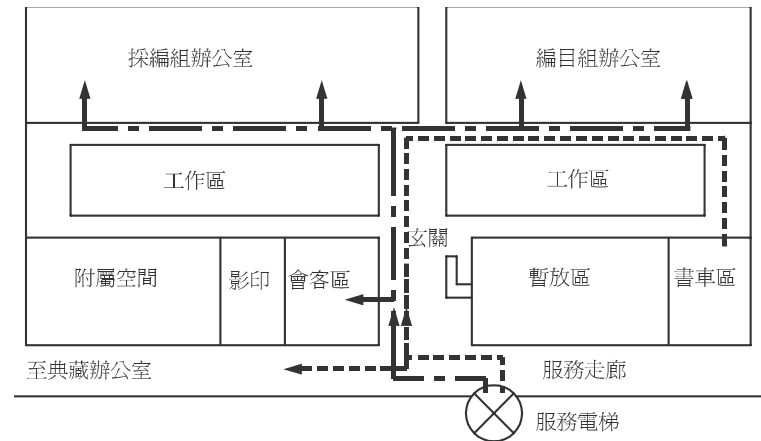 採編組辦公室
編目組辦公室
工作區
工作區
玄關
附屬空間
影印
會客區
暫放區
書車區
至典藏辦公室
服務走廊
服務電梯